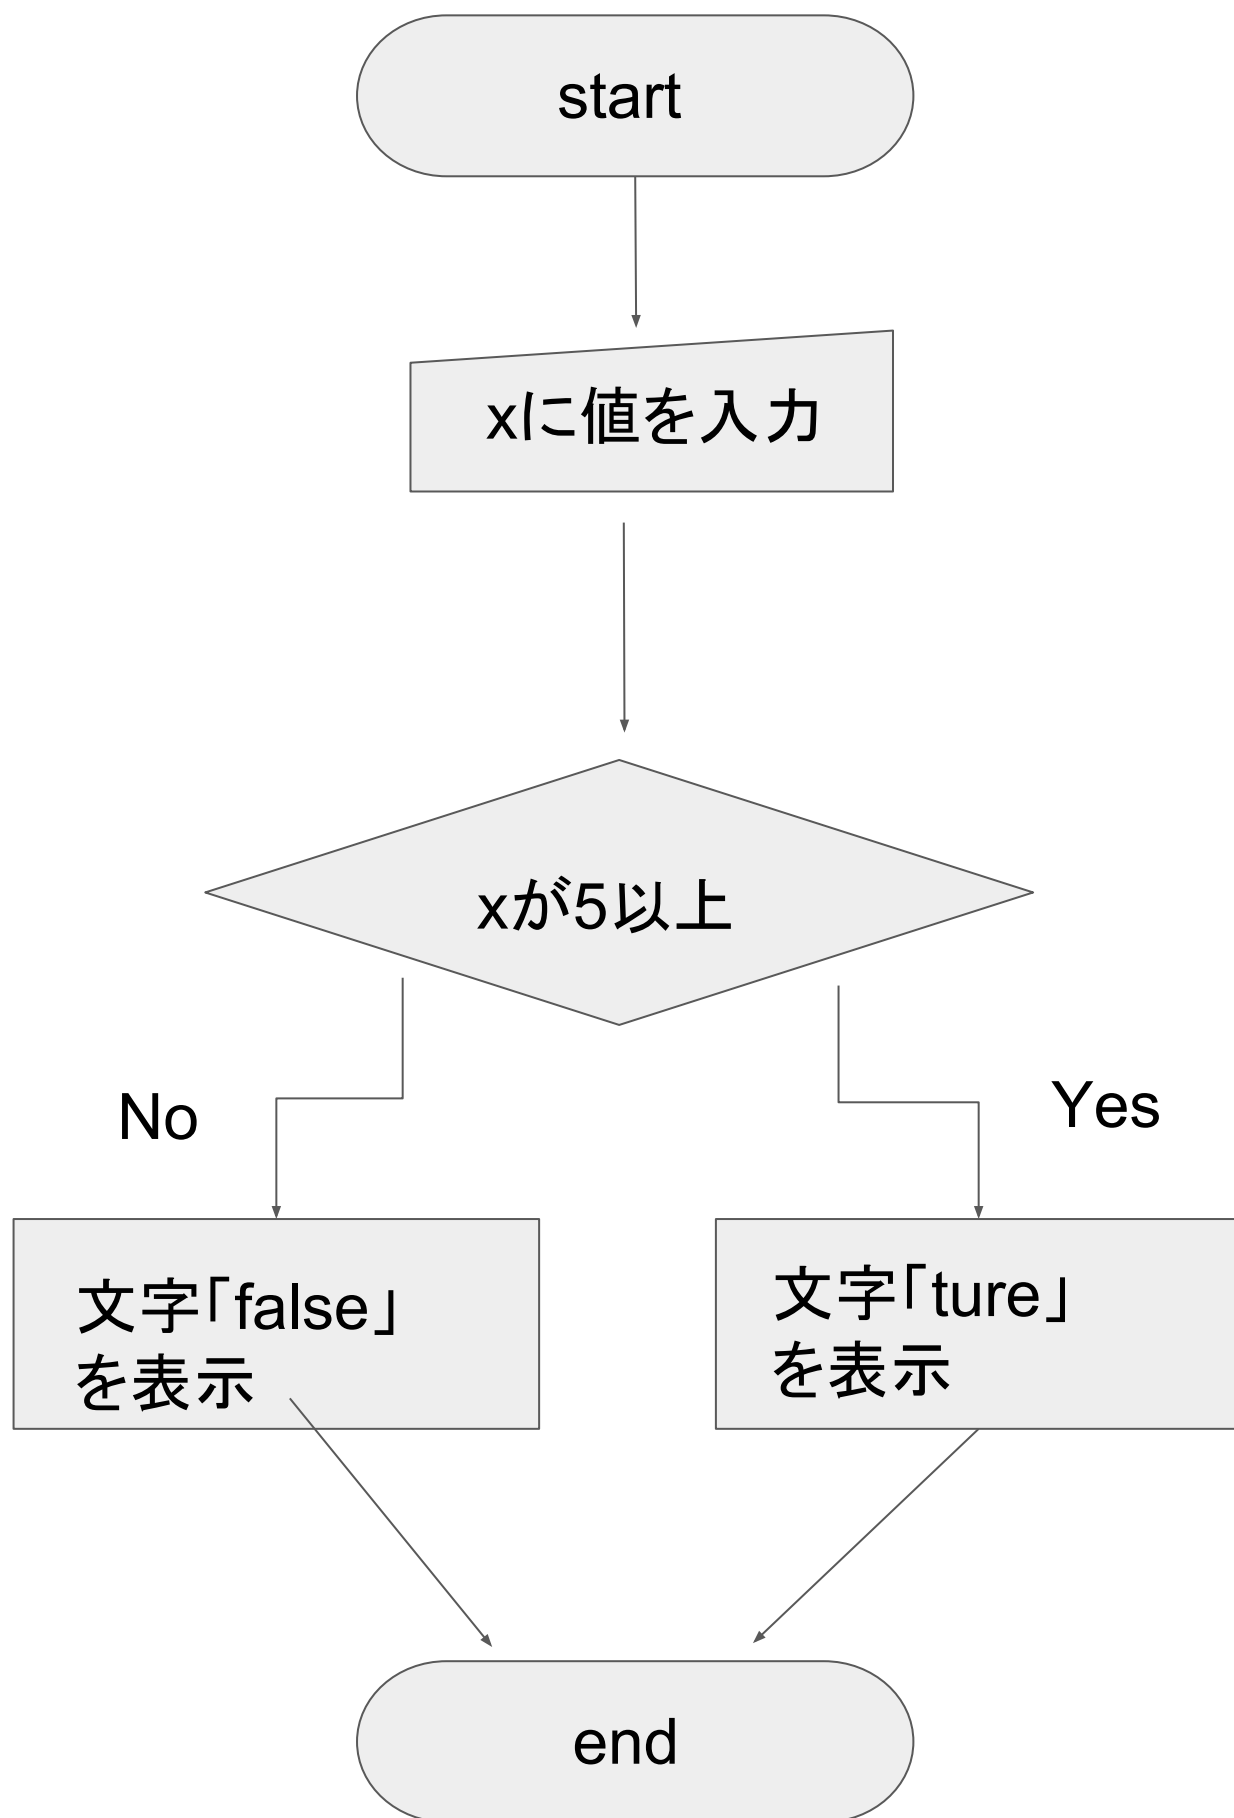 start
xに値を入力
xが5以上
No
Yes
文字「false」
を表示
文字「ture」
を表示
end